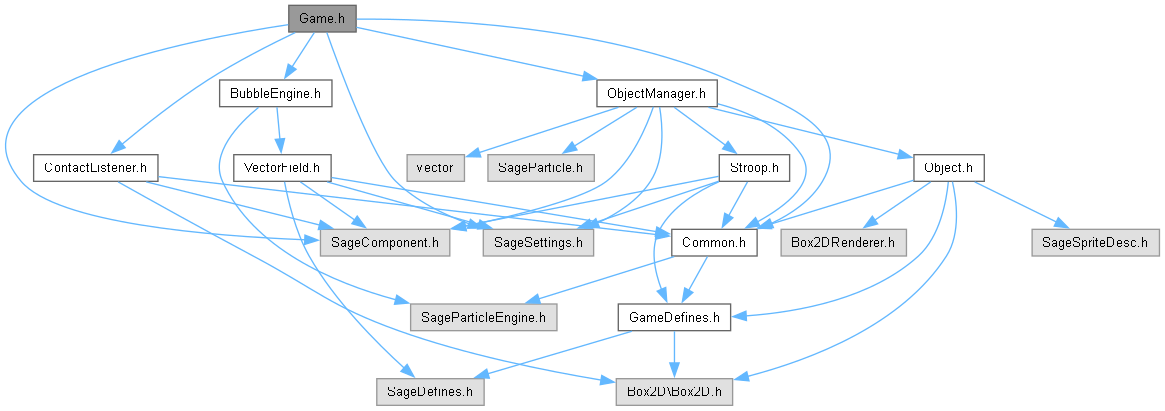 Game.h
BubbleEngine.h
ObjectManager.h
ContactListener.h
VectorField.h
vector
SageParticle.h
Stroop.h
Object.h
SageComponent.h
SageSettings.h
Common.h
Box2DRenderer.h
SageSpriteDesc.h
SageParticleEngine.h
GameDefines.h
SageDefines.h
Box2D\Box2D.h